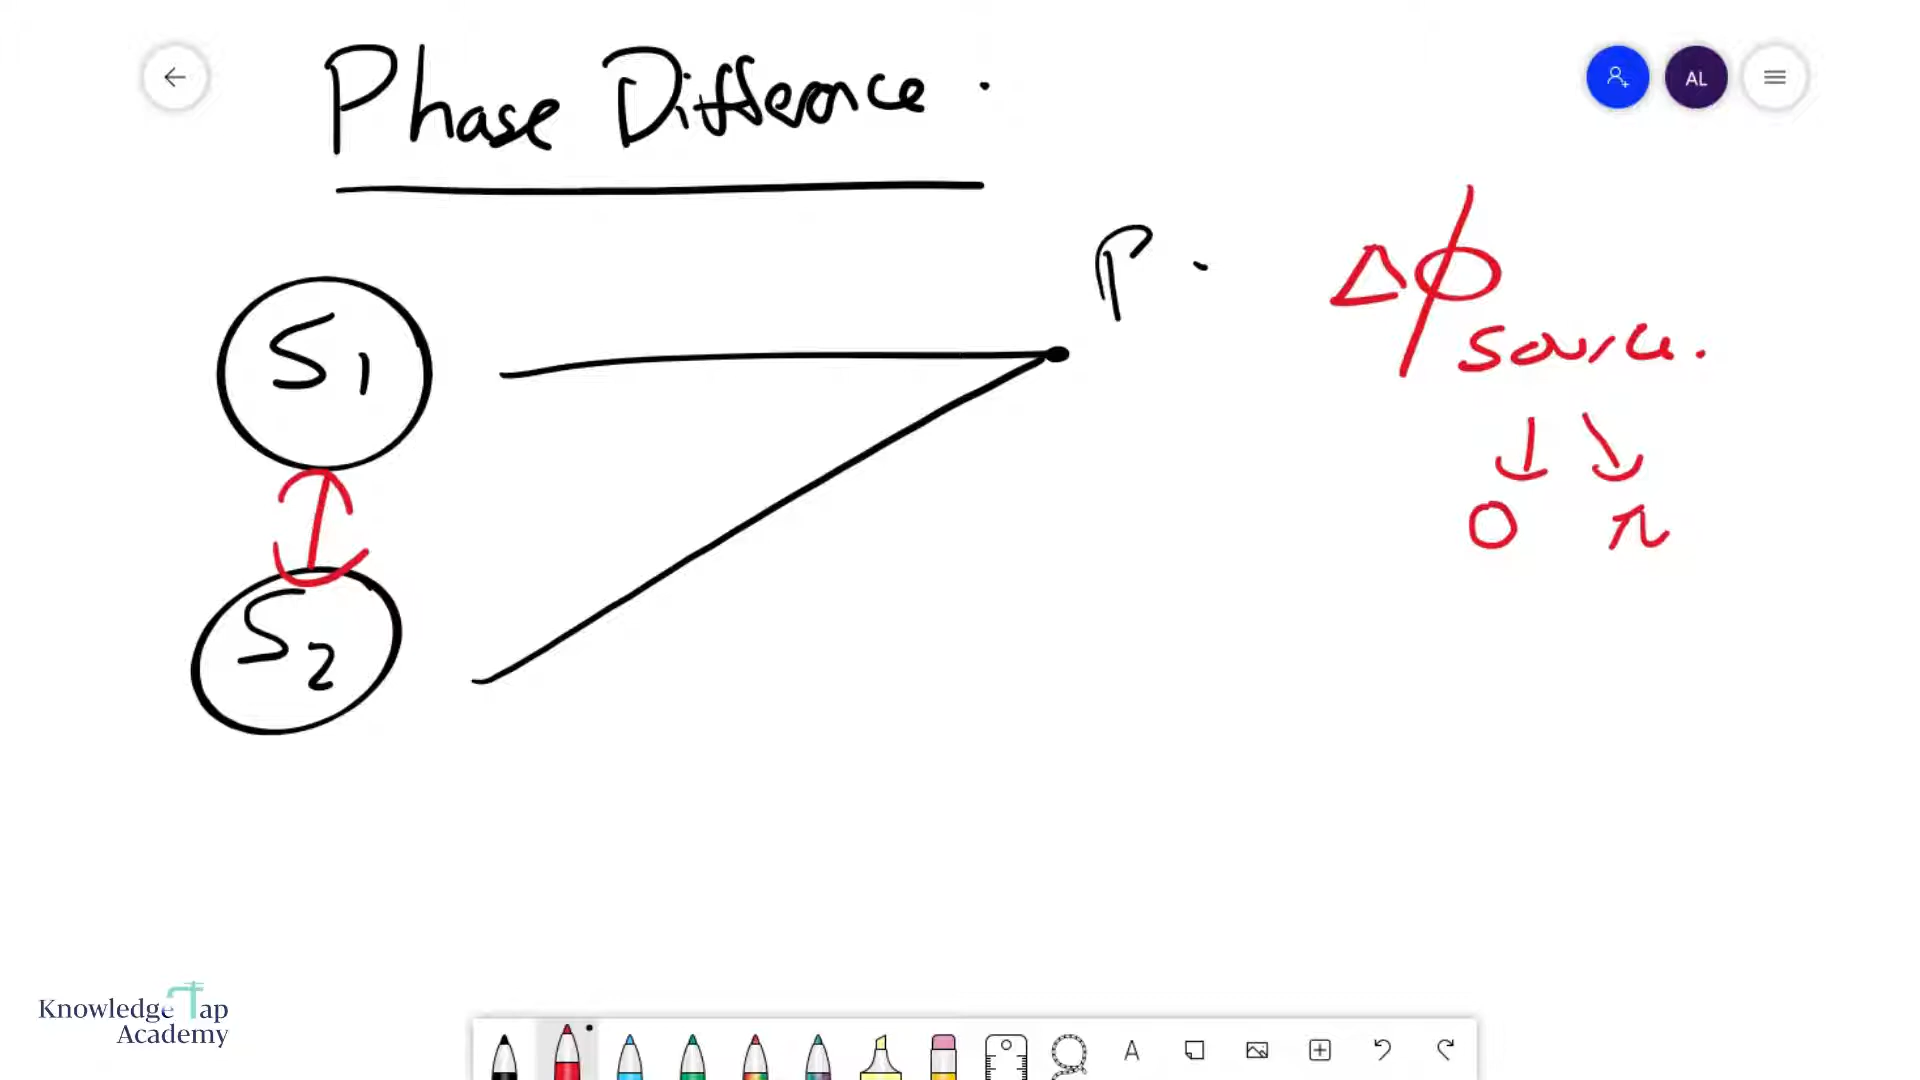 Phase Difference.
AL
P.
Δφ source.
S1
0 π
S2
Knowledge Tap
Academy
A